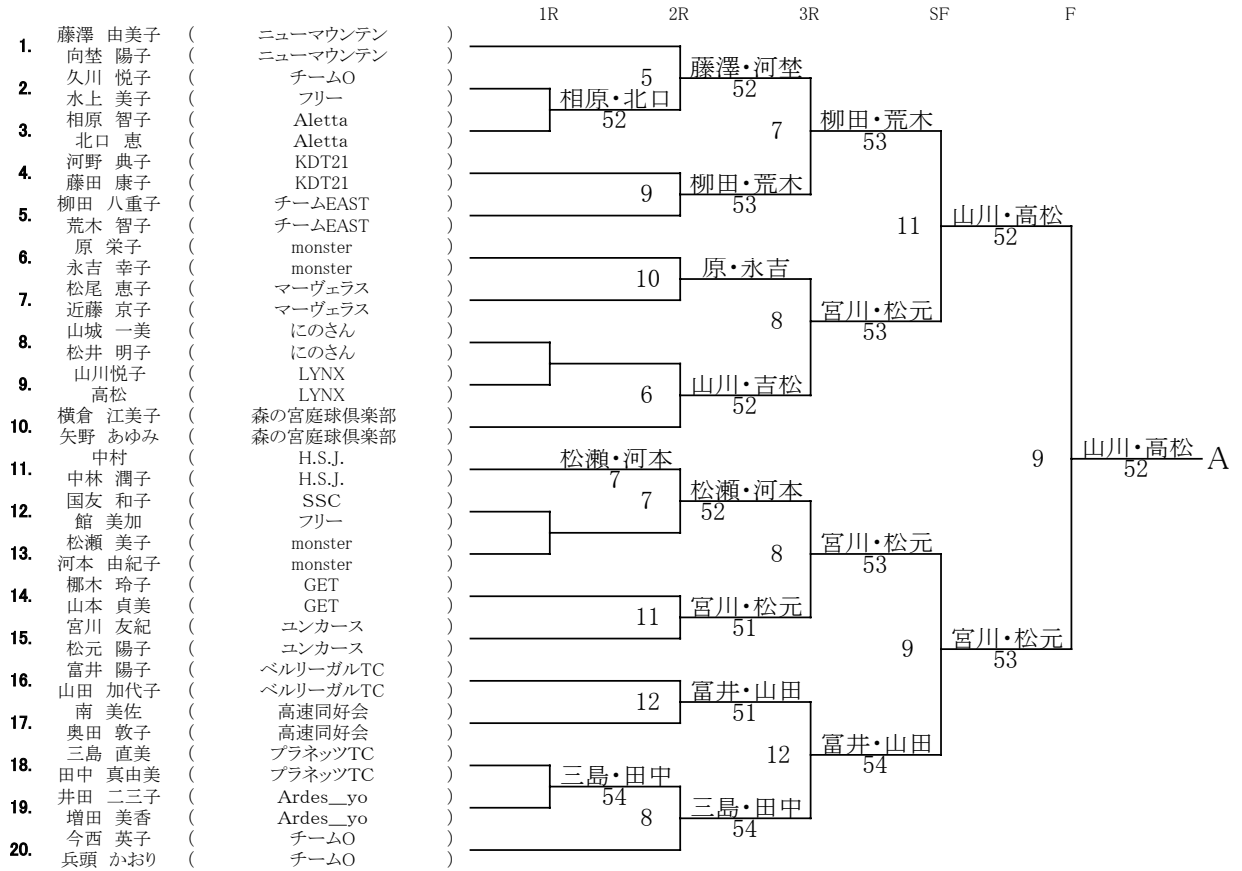 1R 2R 3R SF F
1. 藤澤 由美子 ( ニューマウンテン )
向埜 陽子 ( ニューマウンテン )
2. 久川 悦子 ( チームO )
水上 美子 ( フリー )
3. 相原 智子 ( Aletta )
北口 恵 ( Aletta )
4. 河野 典子 ( KDT21 )
藤田 康子 ( KDT21 )
5. 柳田 八重子 ( チームEAST )
荒木 智子 ( チームEAST )
6. 原 栄子 ( monster )
永吉 幸子 ( monster )
7. 松尾 恵子 ( マーヴェラス )
近藤 京子 ( マーヴェラス )
8. 山城 一美 ( にのさん )
松井 明子 ( にのさん )
9. 山川悦子 ( LYNX )
高松 ( LYNX )
10. 横倉 江美子 ( 森の宮庭球倶楽部 )
矢野 あゆみ ( 森の宮庭球倶楽部 )
11. 中村 ( H.S.J. )
中林 潤子 ( H.S.J. )
12. 国友 和子 ( SSC )
館 美加 ( フリー )
13. 松瀬 美子 ( monster )
河本 由紀子 ( monster )
14. 梛木 玲子 ( GET )
山本 貞美 ( GET )
15. 宮川 友紀 ( ユンカース )
松元 陽子 ( ユンカース )
16. 富井 陽子 ( ベルリーガルTC )
山田 加代子 ( ベルリーガルTC )
17. 南 美佐 ( 高速同好会 )
奥田 敦子 ( 高速同好会 )
18. 三島 直美 ( プラネッツTC )
田中 真由美 ( プラネッツTC )
19. 井田 二三子 ( Ardes__yo )
増田 美香 ( Ardes__yo )
20. 今西 英子 ( チームO )
兵頭 かおり ( チームO )
相原・北口
52
松瀬・河本
7
三島・田中
54
5
9
10
6
7
11
12
8
藤澤・河埜
52
柳田・荒木
53
原・永吉
山川・吉松
52
松瀬・河本
52
宮川・松元
51
富井・山田
51
三島・田中
54
7
8
8
12
柳田・荒木
53
宮川・松元
53
宮川・松元
53
富井・山田
54
11
9
山川・高松
52
宮川・松元
53
9
山川・高松
52
A